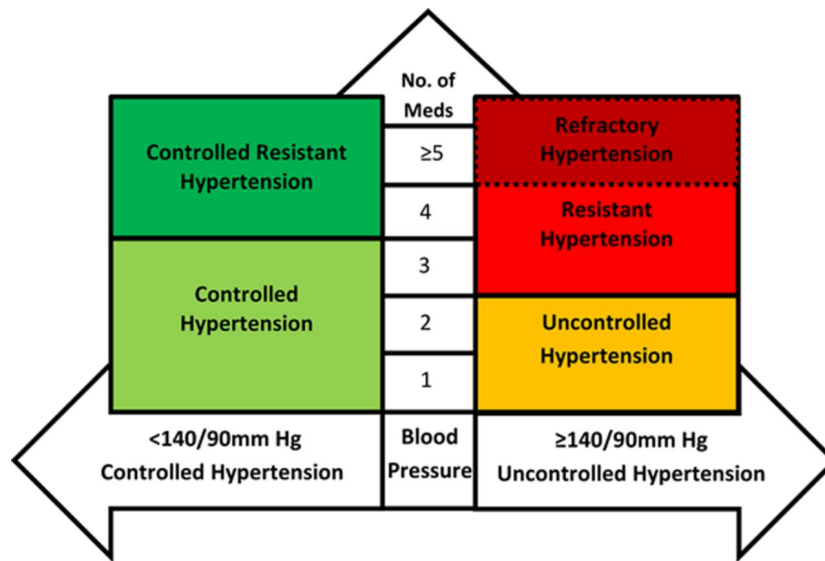 No. of
Meds
Controlled Resistant
Hypertension
≥5
4
3
2
1
Refractory
Hypertension
Resistant
Hypertension
Controlled
Hypertension
Uncontrolled
Hypertension
<140/90mm Hg
Controlled Hypertension
Blood
Pressure
≥140/90mm Hg
Uncontrolled Hypertension